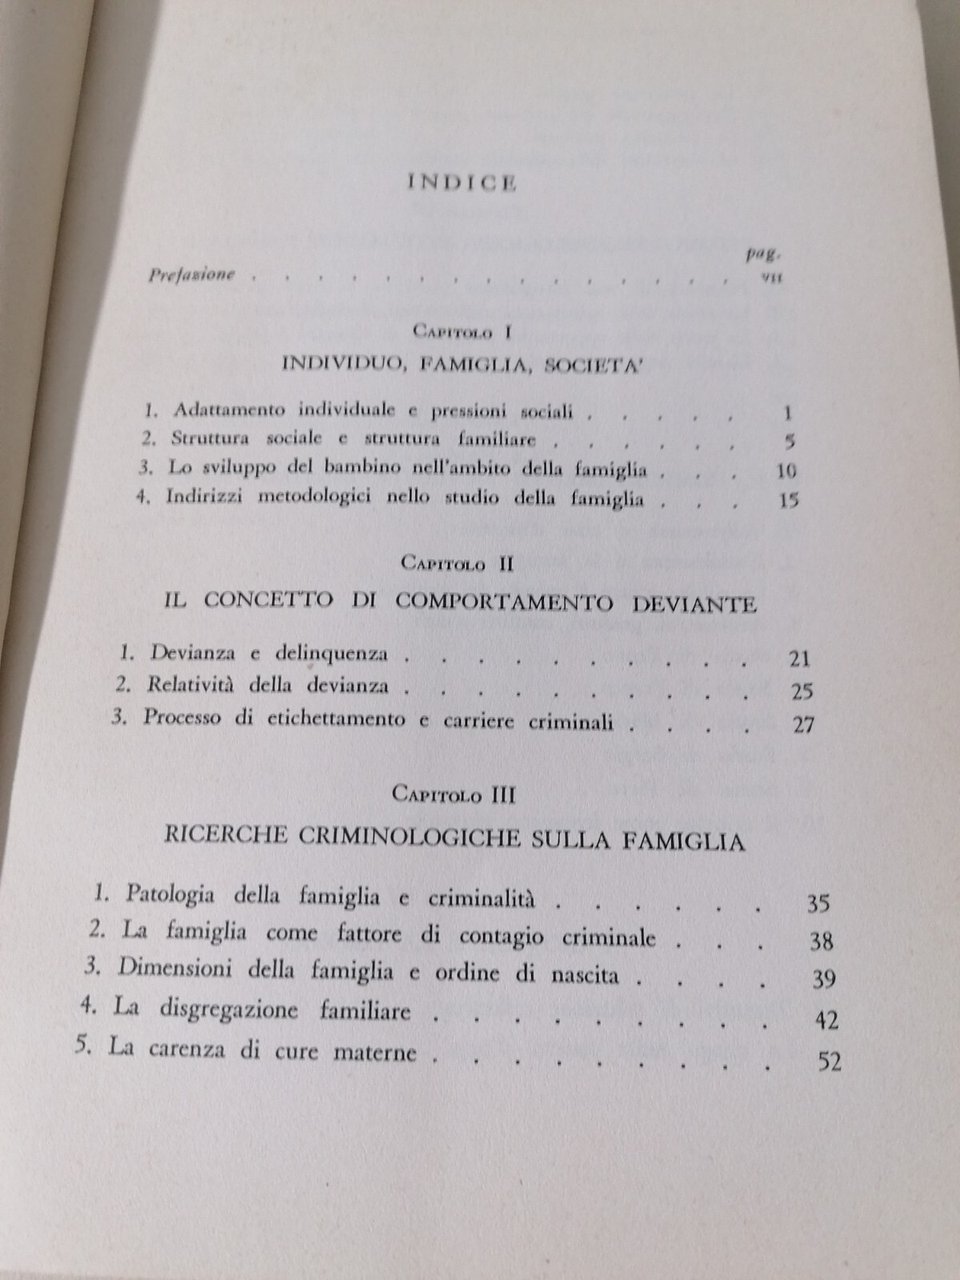 INDICE
pag.
Prefazione . . . . . . . . . . . . . . . VII
CAPITOLO I
INDIVIDUO, FAMIGLIA, SOCIETA'
1. Adattamento individuale e pressioni sociali . . . . . 1
2. Struttura sociale e struttura familiare . . . . . . 5
3. Lo sviluppo del bambino nell'ambito della famiglia . . . 10
4. Indirizzi metodologici nello studio della famiglia . . . 15
CAPITOLO II
IL CONCETTO DI COMPORTAMENTO DEVIANTE
1. Devianza e delinquenza . . . . . . . . . . 21
2. Relatività della devianza . . . . . . . . . . 25
3. Processo di etichettamento e carriere criminali . . . . 27
CAPITOLO III
RICERCHE CRIMINOLOGICHE SULLA FAMIGLIA
1. Patologia della famiglia e criminalità . . . . . . 35
2. La famiglia come fattore di contagio criminale . . . 38
3. Dimensioni della famiglia e ordine di nascita . . . . 39
4. La disgregazione familiare . . . . . . . . . 42
5. La carenza di cure materne . . . . . . . . . 52